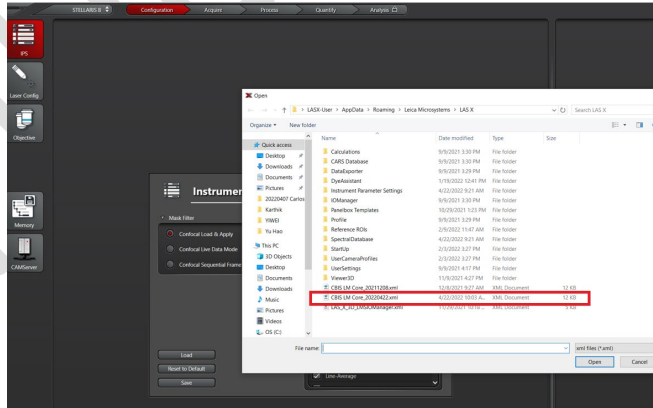 STELLARIS 8 Configuration Acquire Process Quantify Analysis
IPS
Laser Config
Objective
Memory
CAMServer
Instrumer
Mask Filter
Confocal Load & Apply
Confocal Live Data Mode
Confocal Sequential Frame
Load
Reset to Default
Save
Line-Average
Open
LASX-User > AppData > Roaming > Leica Microsystems > LAS X
Search LAS X
Organize New folder
Quick access
Desktop
Downloads
Documents
Pictures
20220407 Carlos
Karthik
YIWEI
Yu Hao
This PC
3D Objects
Desktop
Documents
Downloads
Music
Pictures
Videos
OS (C:)
Name Date modified Type Size
Calculations 9/9/2021 3:30 PM File folder
CARS Database 9/9/2021 3:30 PM File folder
DataExporter 9/9/2021 3:29 PM File folder
DyeAssistant 1/19/2022 12:41 PM File folder
Instrument Parameter Settings 4/22/2022 9:21 AM File folder
IOManager 9/9/2021 3:30 PM File folder
Panelbox Templates 10/29/2021 1:23 PM File folder
Profile 9/9/2021 3:29 PM File folder
Reference ROIs 2/9/2022 11:47 AM File folder
SpectralDatabase 4/22/2022 9:21 AM File folder
StartUp 2/3/2022 3:27 PM File folder
UserCameraProfiles 2/3/2022 3:27 PM File folder
UserSettings 9/9/2021 4:17 PM File folder
Viewer3D 11/9/2021 4:27 PM File folder
CBIS LM Core_20211208.xml 12/8/2021 9:27 AM XML Document 12 KB
CBIS LM Core_20220422.xml 4/22/2022 10:03 A... XML Document 12 KB
LAS_X_3D_LMSIOManager.xml 11/29/2021 10:18 ... XML Document 5 KB
File name:
xml files (*.xml)
Open Cancel